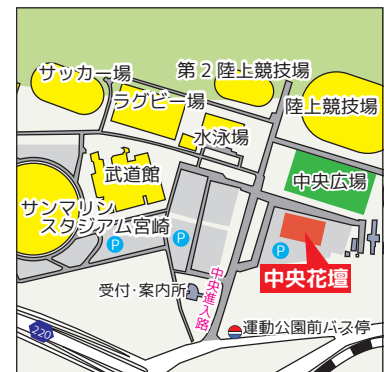 サッカー場
第2陸上競技場
ラグビー場
陸上競技場
水泳場
武道館
中央広場
サンマリン
スタジアム宮崎
P
P
P
中央花壇
受付・案内所
中央進入路
220
運動公園前バス停